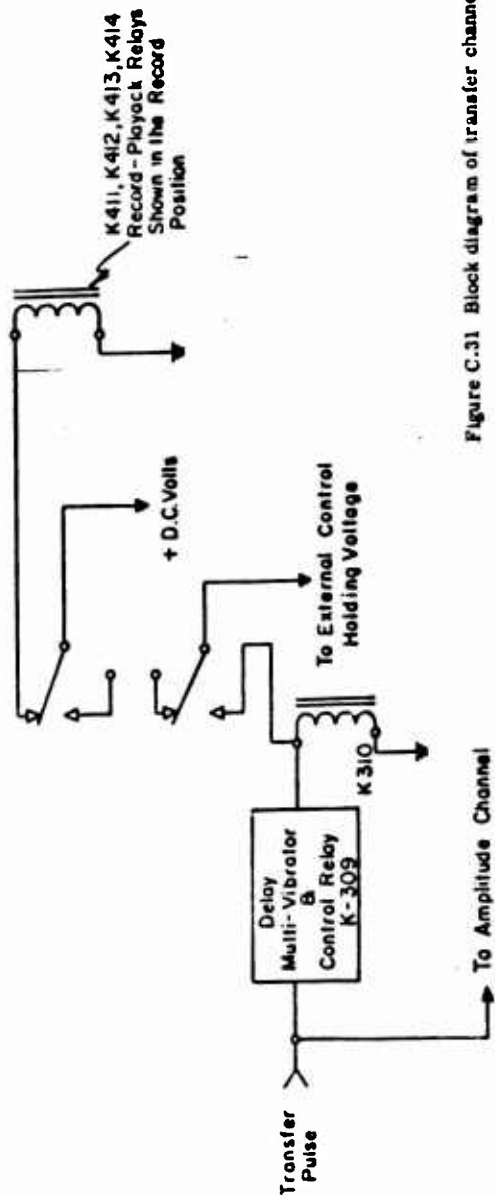 Transfer
Pulse
To Amplitude Channel
Delay
Multi-Vibrator
&
Control Relay
K-309
K310
To External Control
Holding Voltage
+ D.C. Volts
K411, K412, K413, K414
Record-Playack Relays
Shown in the Record
Position
Figure C.31 Block diagram of transfer channe